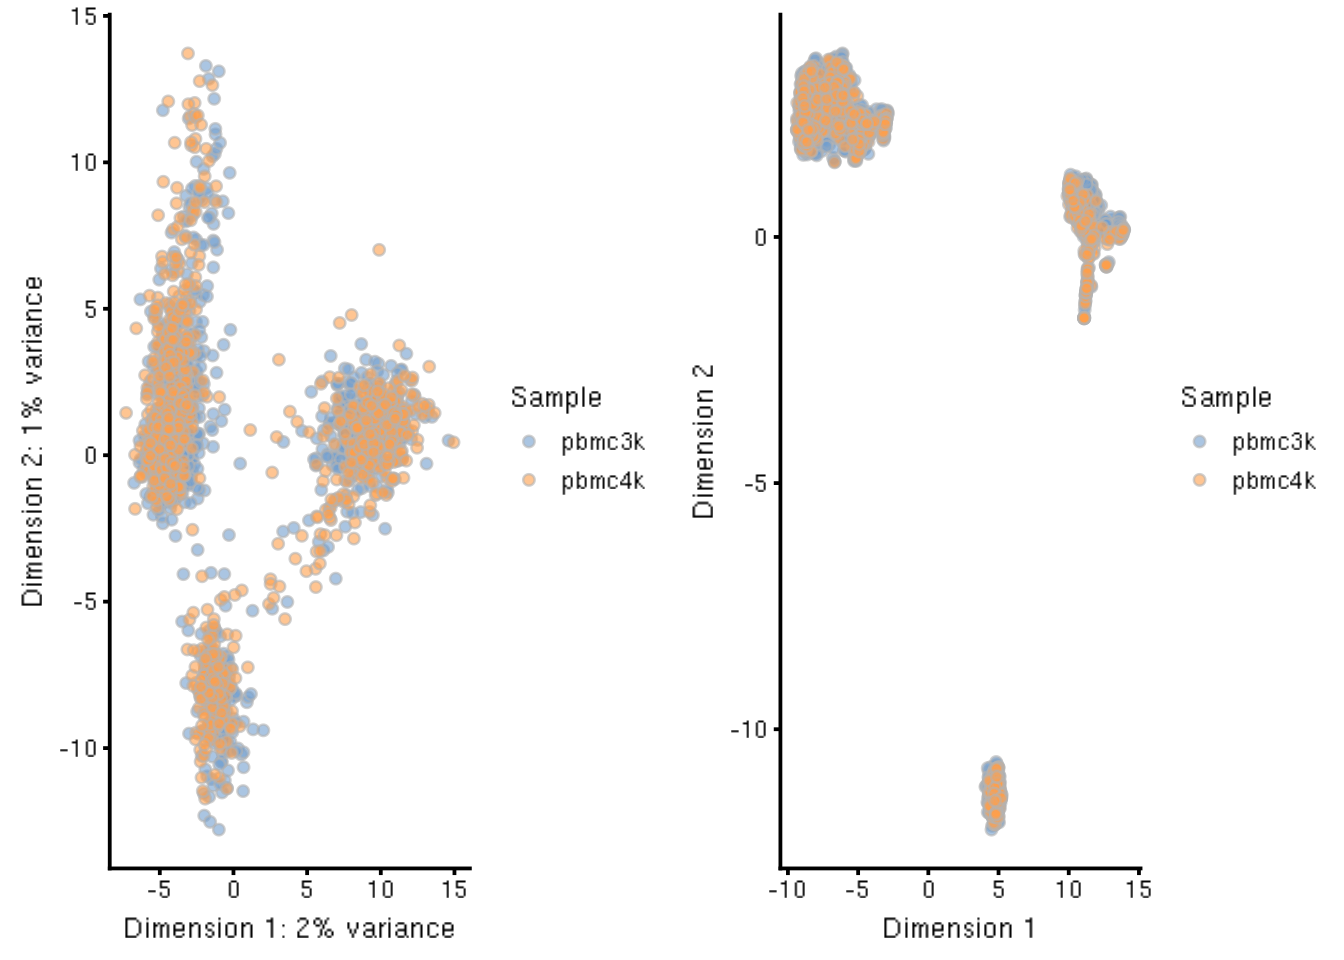 15
10
5
0
-5
-10
Dimension 2: 1% variance
-5 0 5 10 15
Dimension 1: 2% variance
Sample
pbmc3k
pbmc4k
0
-5
-10
Dimension 2
-10 -5 0 5 10 15
Dimension 1
Sample
pbmc3k
pbmc4k